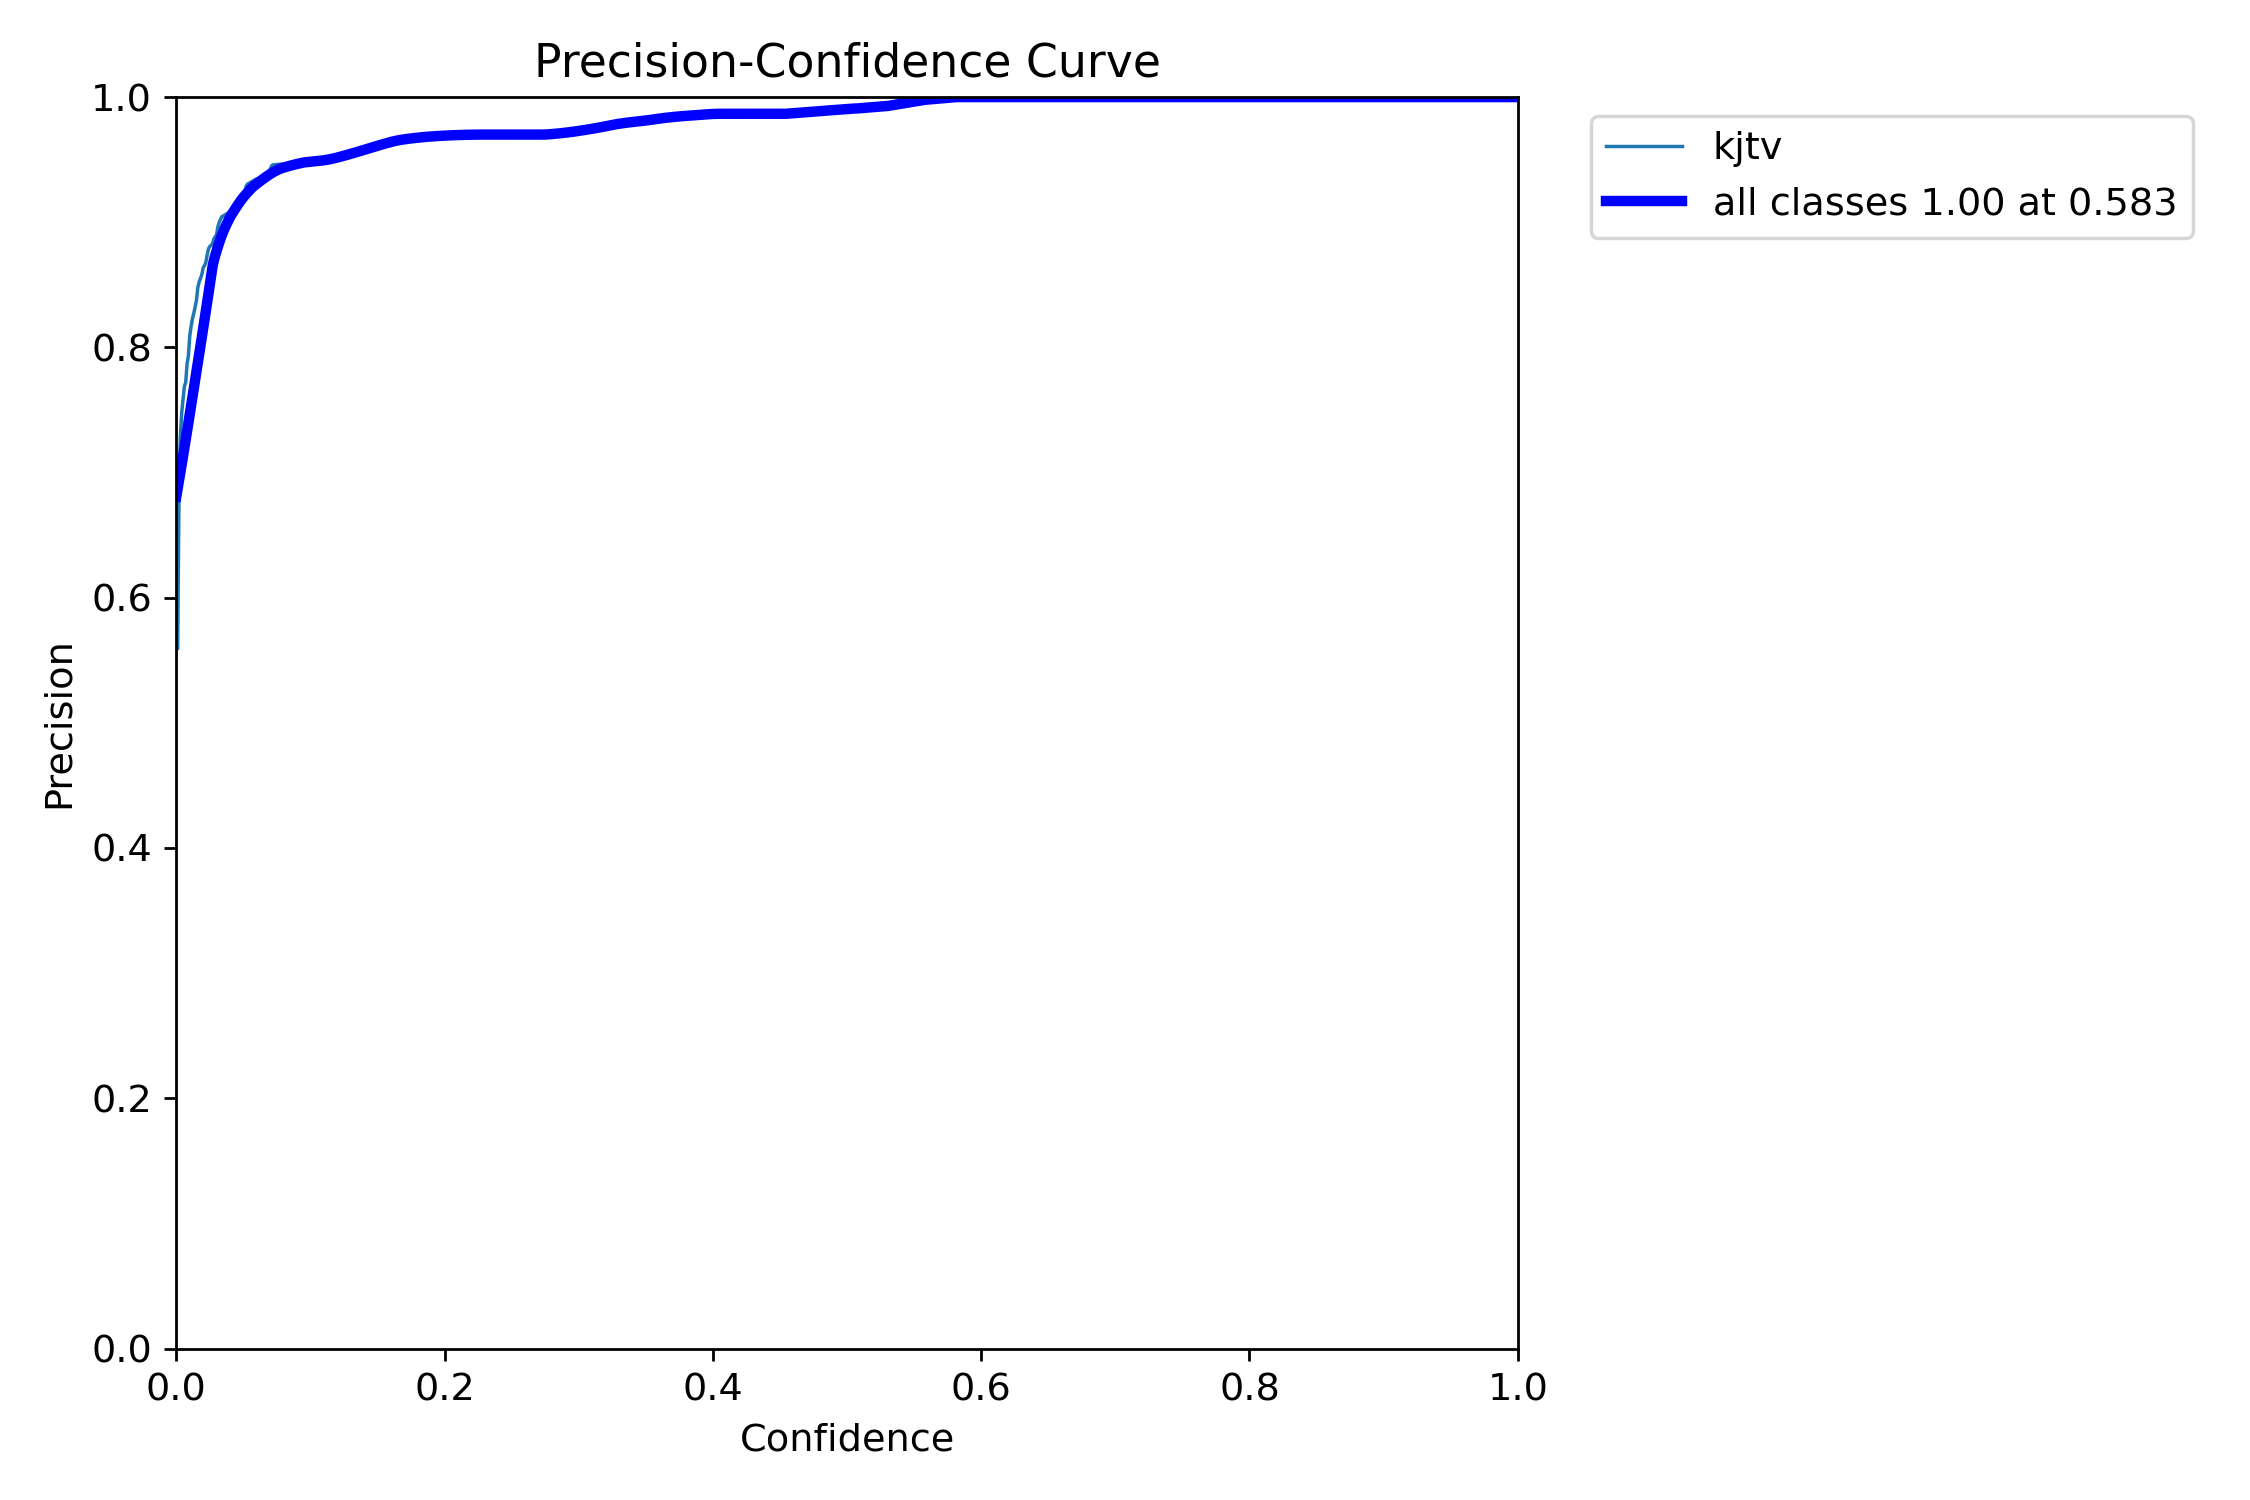 Precision-Confidence Curve
1.0
0.8
0.6
0.4
0.2
0.0
Precision
0.0 0.2 0.4 0.6 0.8 1.0
Confidence
kjtv
all classes 1.00 at 0.583